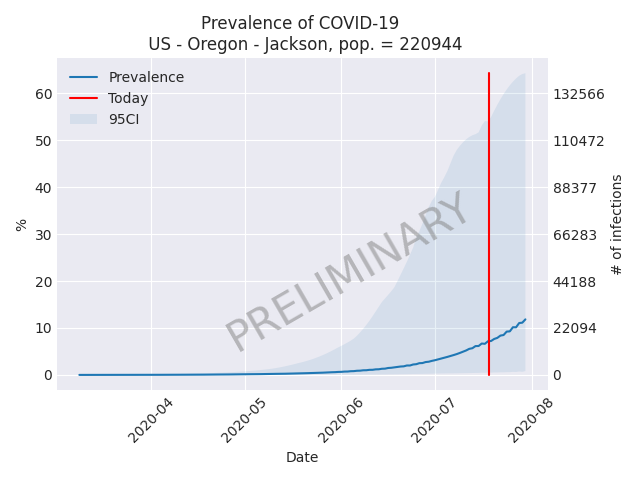 Prevalence of COVID-19
US - Oregon - Jackson, pop. = 220944
Prevalence
Today
95CI
60
50
40
30
20
10
0
%
132566
110472
88377
66283
44188
22094
0
# of infections
PRELIMINARY
2020-04
2020-05
2020-06
2020-07
2020-08
Date